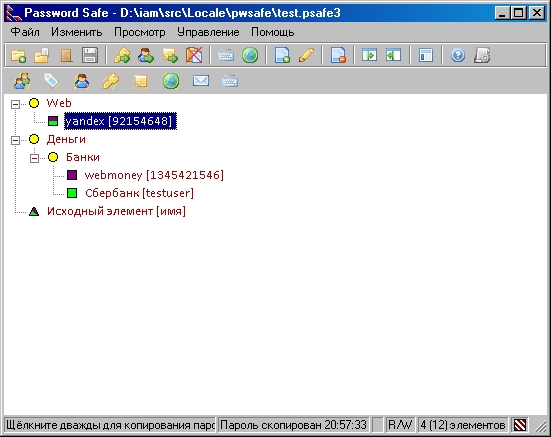 Password Safe - D:\iam\src\Locale\pwsafe\test.psafe3
Файл Изменить Просмотр Управление Помощь
Web
yandex [92154648]
Деньги
Банки
webmoney [1345421546]
Сбербанк [testuser]
Исходный элемент [имя]
Щёлкните дважды для копирования паро Пароль скопирован 20:57:33 R/W 4 (12) элементов